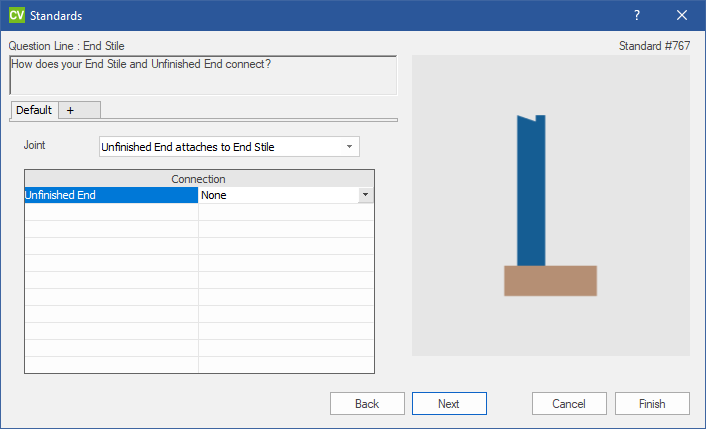 CV Standards ?
Question Line : End Stile Standard #767
How does your End Stile and Unfinished End connect?
Default +
Joint Unfinished End attaches to End Stile
Connection
Unfinished End None
Back Next Cancel Finish